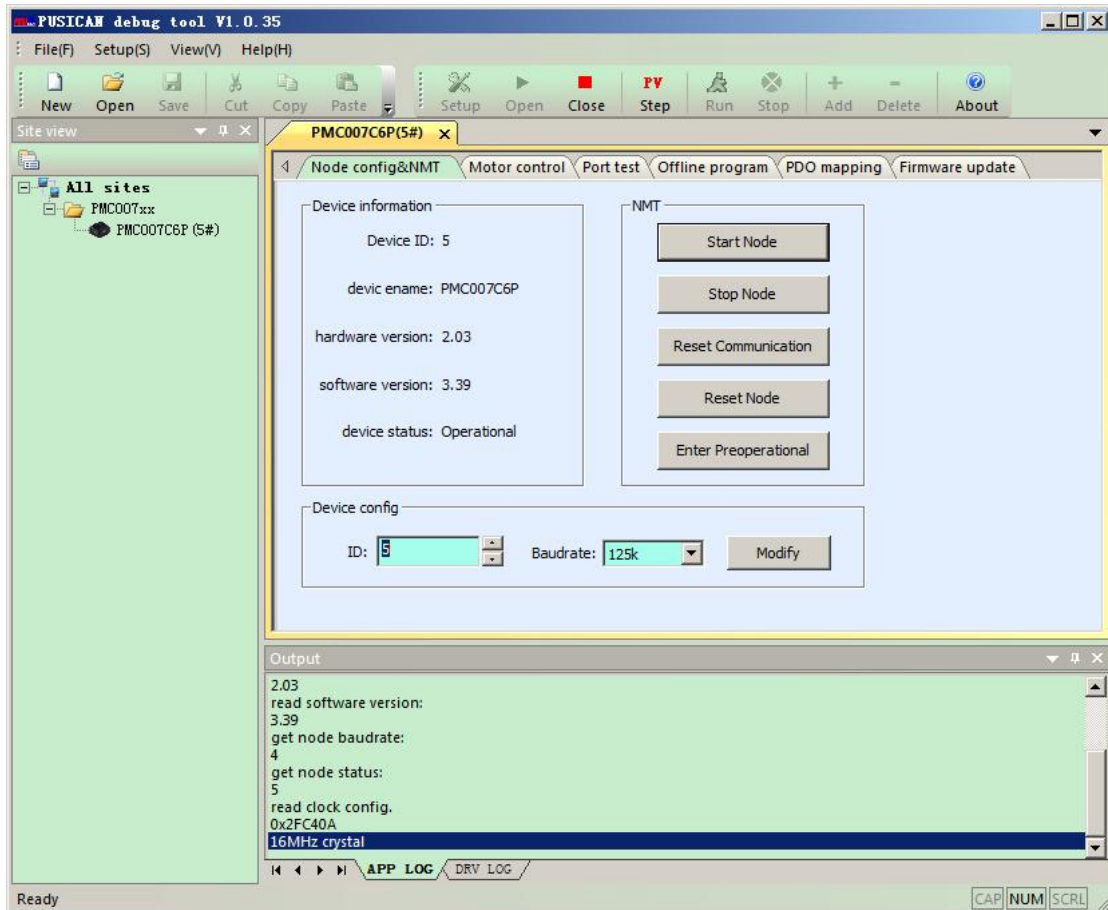 PUSICAN debug tool V1.0.35
File(F) Setup(S) View(V) Help(H)
New Open Save Cut Copy Paste Setup Open Close PV Step Run Stop Add Delete About
Site view
All sites
PMC007xx
PMC007C6P (5#)
PMC007C6P(5#)
Node config&NMT Motor control Port test Offline program PDO mapping Firmware update
Device information
Device ID: 5
devic ename: PMC007C6P
hardware version: 2.03
software version: 3.39
device status: Operational
NMT
Start Node
Stop Node
Reset Communication
Reset Node
Enter Preoperational
Device config
ID: 5 Baudrate: 125k Modify
Output
2.03
read software version:
3.39
get node baudrate:
4
get node status:
5
read clock config.
0x2FC40A
16MHz crystal
APP LOG DRV LOG
Ready CAP NUM SCRL